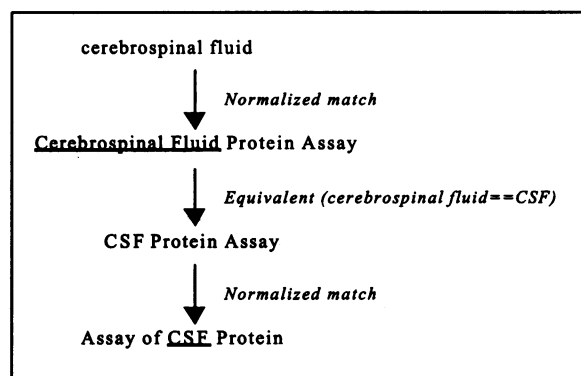 cerebrospinal fluid
Normalized match
Cerebrospinal Fluid Protein Assay
Equivalent (cerebrospinal fluid==CSF)
CSF Protein Assay
Normalized match
Assay of CSF Protein